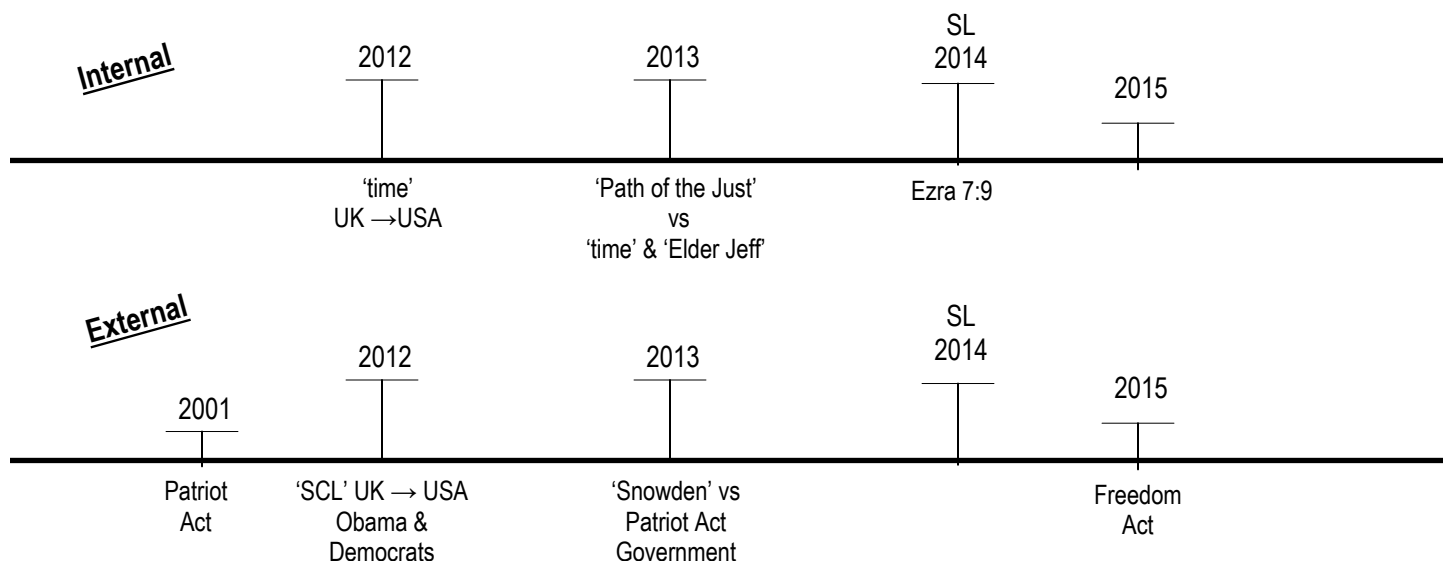 Internal
2012
2013
SL
2014
2015
‘time’
UK →USA
‘Path of the Just’
vs
‘time’ & ‘Elder Jeff’
Ezra 7:9
External
2001
2012
2013
SL
2014
2015
Patriot
Act
‘SCL’ UK → USA
Obama &
Democrats
‘Snowden’ vs
Patriot Act
Government
Freedom
Act